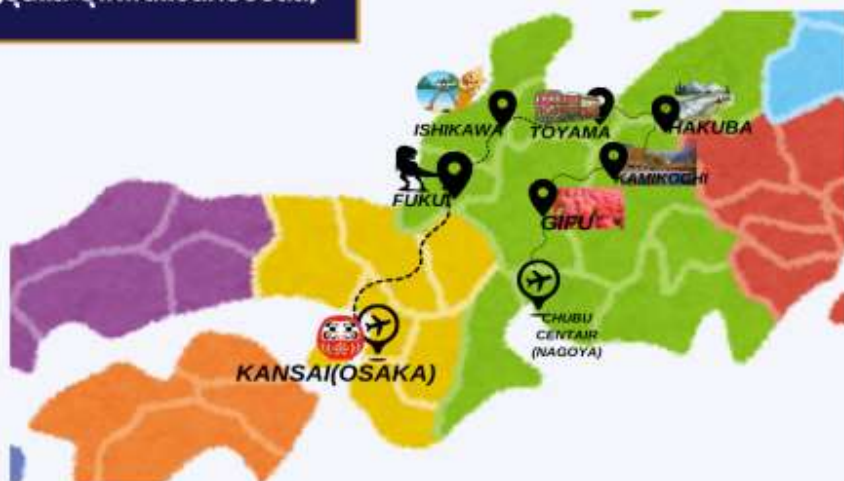 ISHIKAWA
TOYAMA
HAKUBA
KAMIKOCHI
FUKUI
GIFU
CHUBU
CENTAIR
(NAGOYA)
KANSAI(OSAKA)